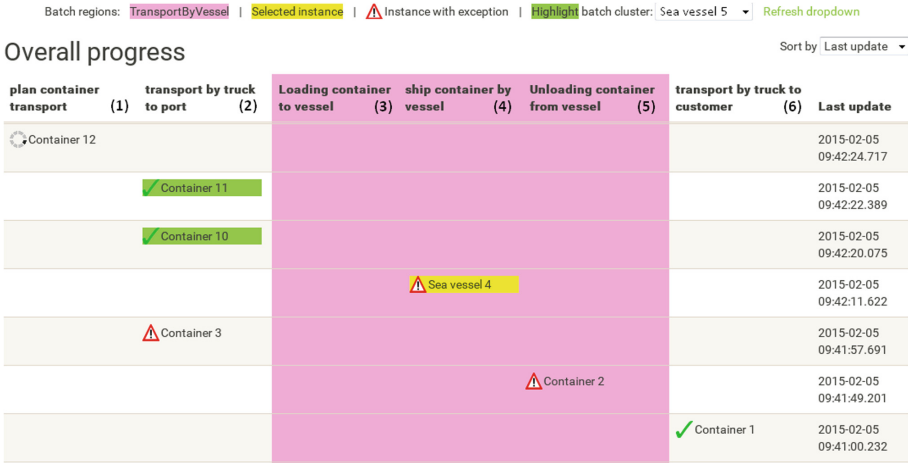 Batch regions: TransportByVessel | Selected instance | Instance with exception | Highlight batch cluster: Sea vessel 5 Refresh dropdown
Overall progress
Sort by Last update
plan container transport (1) transport by truck to port (2) Loading container to vessel (3) ship container by vessel (4) Unloading container from vessel (5) transport by truck to customer (6) Last update
Container 12 2015-02-05
09:42:24.717
Container 11 2015-02-05
09:42:22.389
Container 10 2015-02-05
09:42:20.075
Sea vessel 4 2015-02-05
09:42:11.622
Container 3 2015-02-05
09:41:57.691
Container 2 2015-02-05
09:41:49.201
Container 1 2015-02-05
09:41:00.232